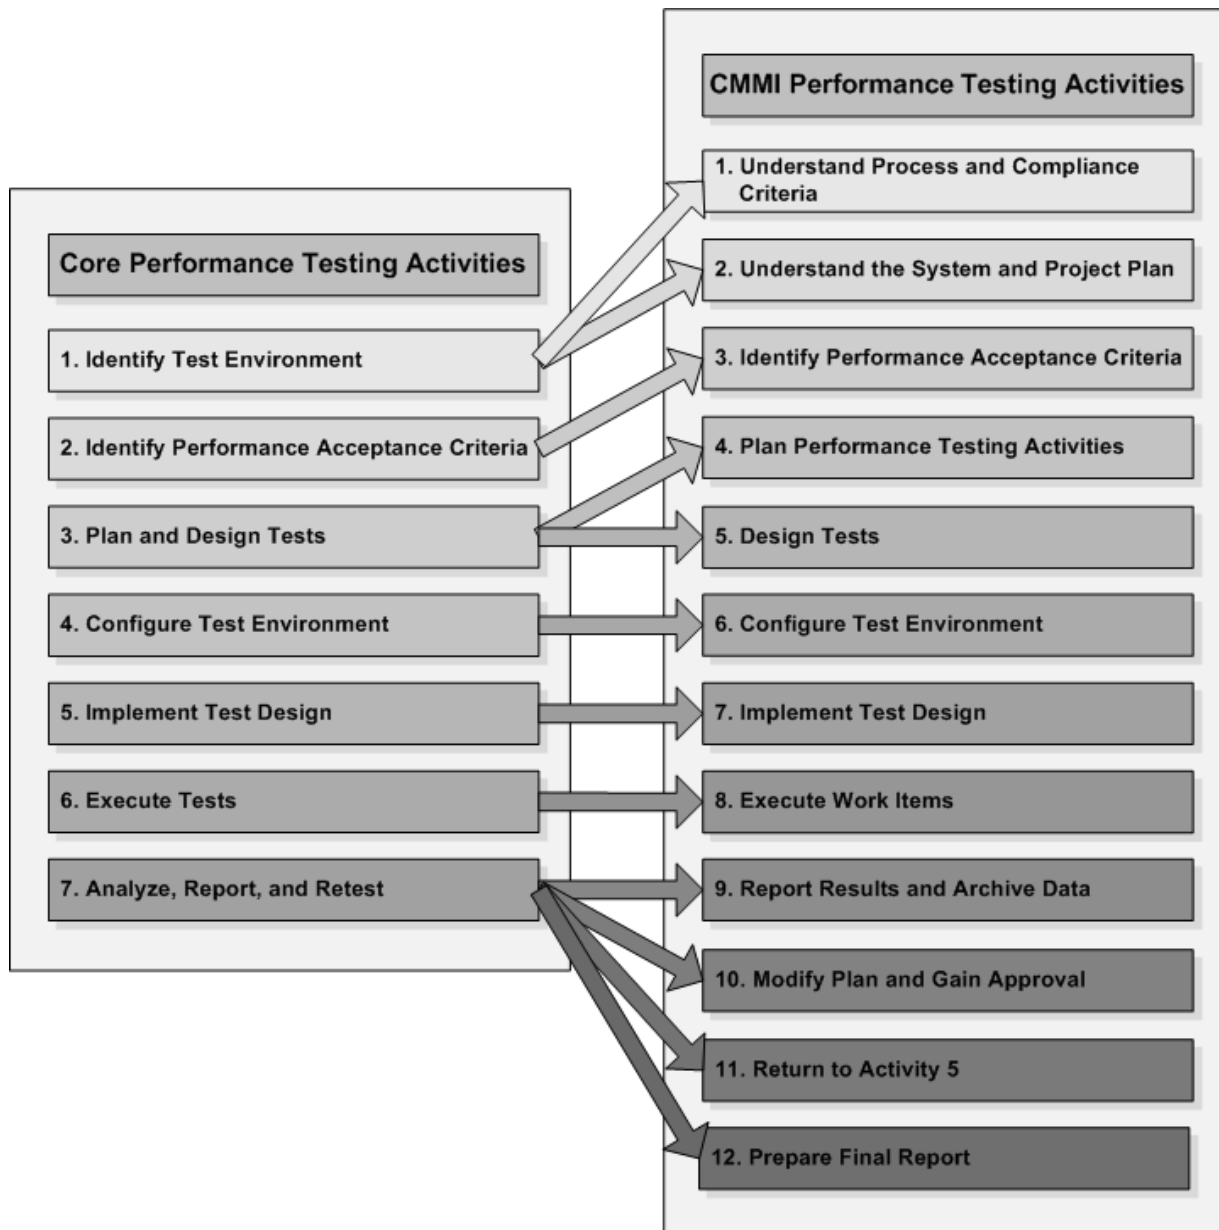 Core Performance Testing Activities
1. Identify Test Environment
2. Identify Performance Acceptance Criteria
3. Plan and Design Tests
4. Configure Test Environment
5. Implement Test Design
6. Execute Tests
7. Analyze, Report, and Retest
CMMI Performance Testing Activities
1. Understand Process and Compliance
Criteria
2. Understand the System and Project Plan
3. Identify Performance Acceptance Criteria
4. Plan Performance Testing Activities
5. Design Tests
6. Configure Test Environment
7. Implement Test Design
8. Execute Work Items
9. Report Results and Archive Data
10. Modify Plan and Gain Approval
11. Return to Activity 5
12. Prepare Final Report